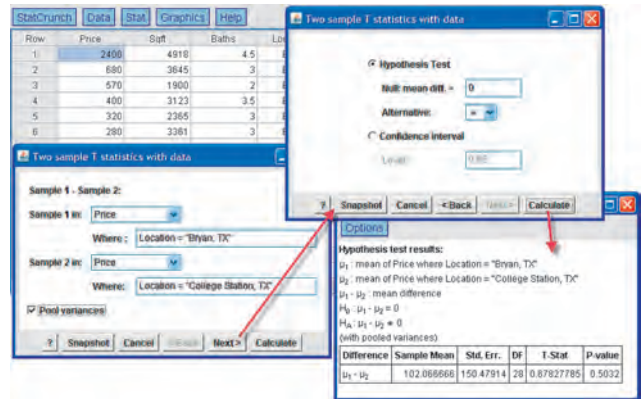 StatCrunch Data Stat Graphics Help
Row Price Sqft Baths
1 2400 4918 4.5
2 680 3645 3
3 570 1900 2
4 400 3123 3.5
5 320 2365 3
6 280 3361 3
Two sample T statistics with data
Hypothesis Test
Null: mean diff. = 0
Alternative: ≠
Confidence interval
Level:
? Snapshot Cancel <Back Next> Calculate
Two sample T statistics with data
Sample 1 - Sample 2:
Sample 1 in: Price
Where: Location = "Bryan, TX"
Sample 2 in: Price
Where: Location = "College Station, TX"
Pool variances
? Snapshot Cancel <Back Next > Calculate
Options
Hypothesis test results:
μ₁ : mean of Price where Location = "Bryan, TX"
μ₂ : mean of Price where Location = "College Station, TX"
μ₁ - μ₂ : mean difference
H₀ : μ₁ - μ₂ = 0
Hₐ : μ₁ - μ₂ ≠ 0
(with pooled variances)
Difference Sample Mean Std. Err. DF T-Stat P-value
μ₁ - μ₂ 102.066666 150.47914 28 0.67827785 0.5032